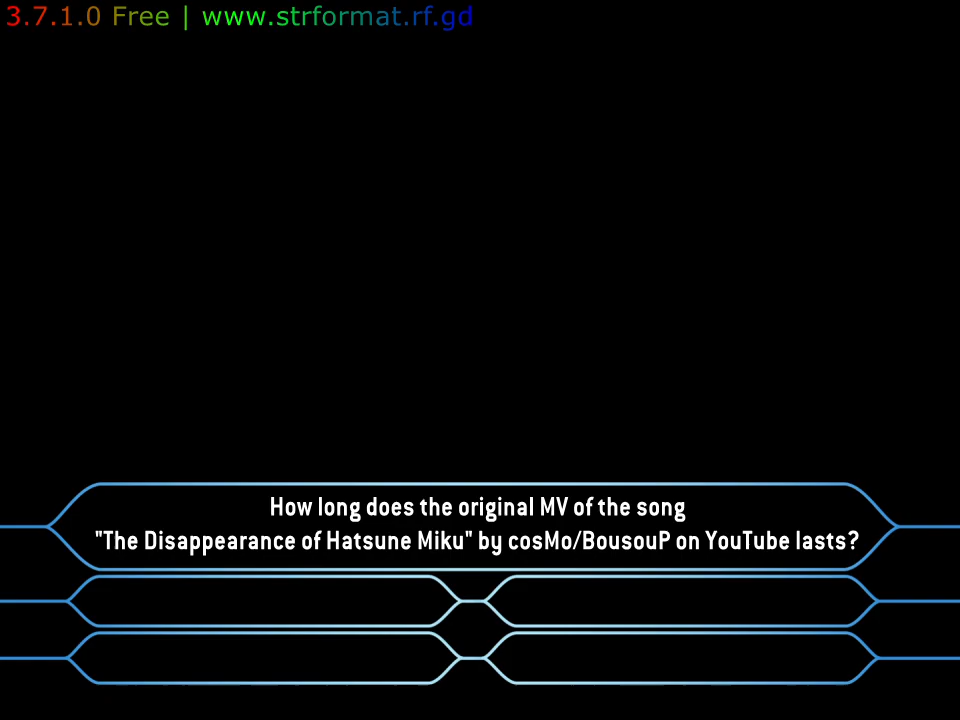 3.7.1.0 Free | www.strformat.rf.gd
How long does the original MV of the song
"The Disappearance of Hatsune Miku" by cosMo/BousouP on YouTube lasts?